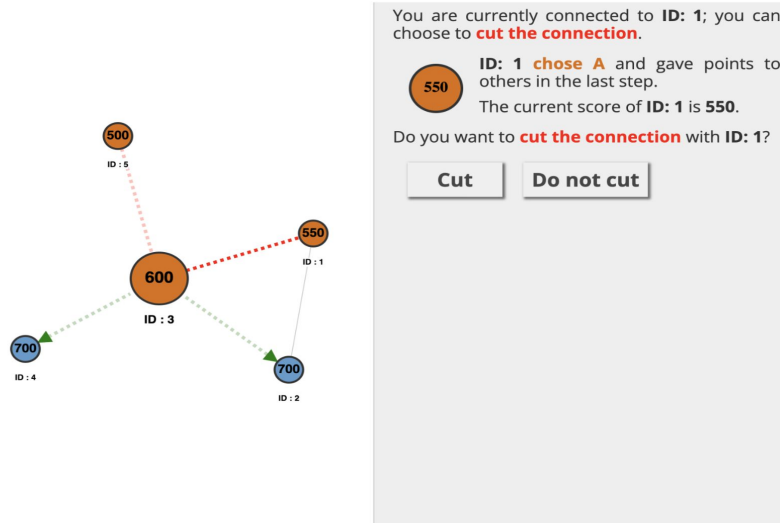 500
ID : 5
550
ID : 1
600
ID : 3
700
ID : 4
700
ID : 2
You are currently connected to ID: 1; you can
choose to cut the connection.
550
ID: 1 chose A and gave points to
others in the last step.
The current score of ID: 1 is 550.
Do you want to cut the connection with ID: 1?
Cut
Do not cut